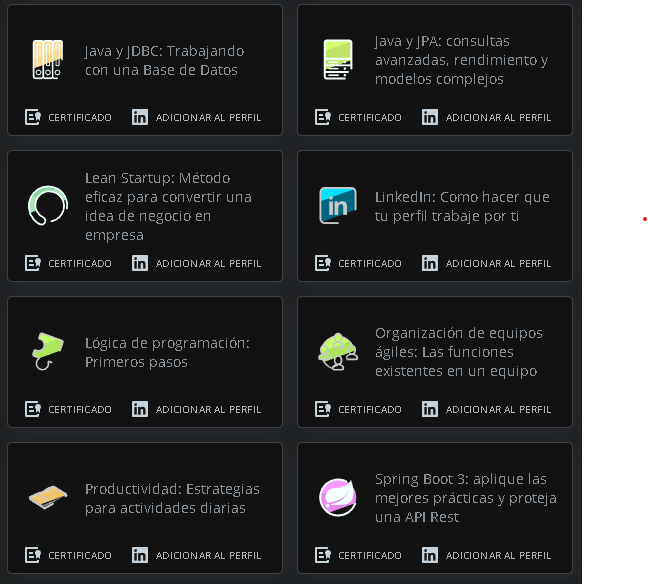 Java y JDBC: Trabajando
con una Base de Datos
CERTIFICADO
ADICIONAR AL PERFIL
Java y JPA: consultas
avanzadas, rendimiento y
modelos complejos
CERTIFICADO
ADICIONAR AL PERFIL
Lean Startup: Método
eficaz para convertir una
idea de negocio en
empresa
CERTIFICADO
ADICIONAR AL PERFIL
LinkedIn: Como hacer que
tu perfil trabaje por ti
CERTIFICADO
ADICIONAR AL PERFIL
Lógica de programación:
Primeros pasos
CERTIFICADO
ADICIONAR AL PERFIL
Organización de equipos
ágiles: Las funciones
existentes en un equipo
CERTIFICADO
ADICIONAR AL PERFIL
Productividad: Estrategias
para actividades diarias
CERTIFICADO
ADICIONAR AL PERFIL
Spring Boot 3: aplique las
mejores prácticas y proteja
una API Rest
CERTIFICADO
ADICIONAR AL PERFIL